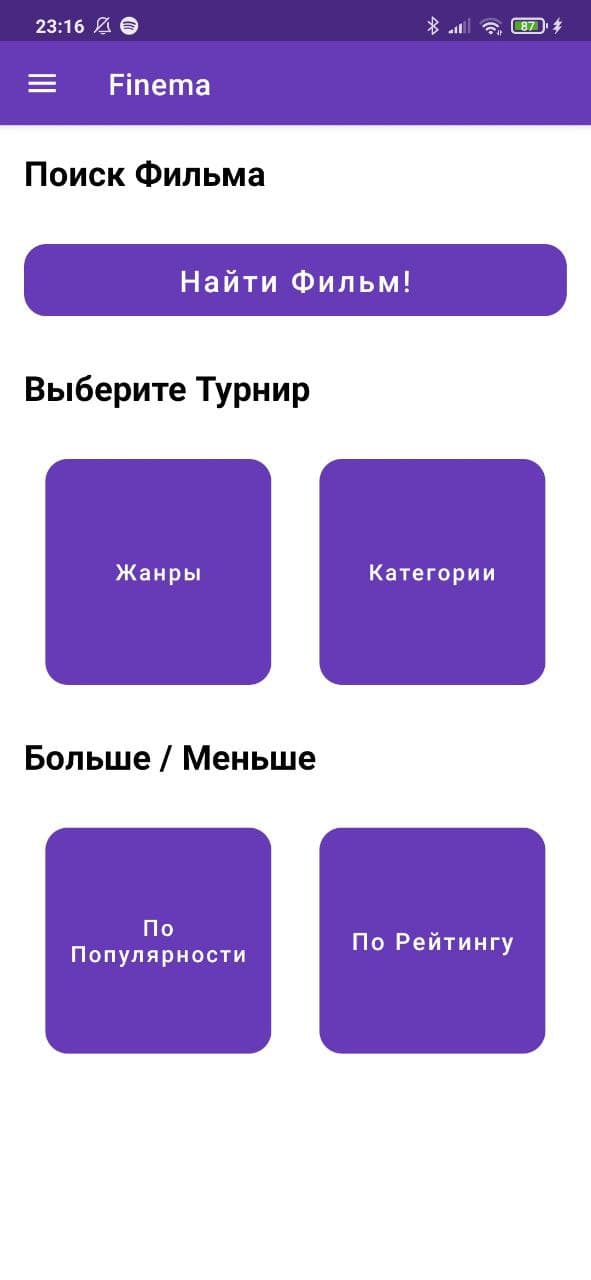 23:16
87
Finema
Поиск Фильма
Найти Фильм!
Выберите Турнир
Жанры
Категории
Больше / Меньше
По
Популярности
По Рейтингу